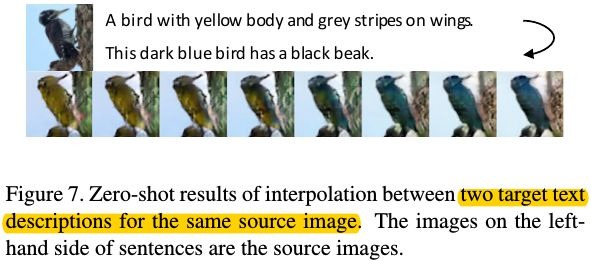 A bird with yellow body and grey stripes on wings.
This dark blue bird has a black beak.
Figure 7. Zero-shot results of interpolation between two target text
descriptions for the same source image. The images on the left-
hand side of sentences are the source images.